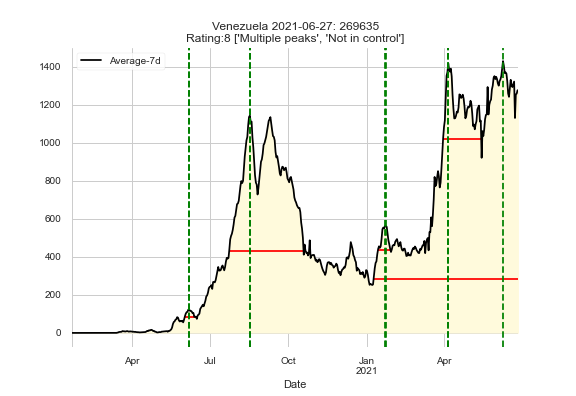 Venezuela 2021-06-27: 269635
Rating:8 ['Multiple peaks', 'Not in control']
Average-7d
1400
1200
1000
800
600
400
200
0
Apr
Jul
Oct
Jan
2021
Apr
Date